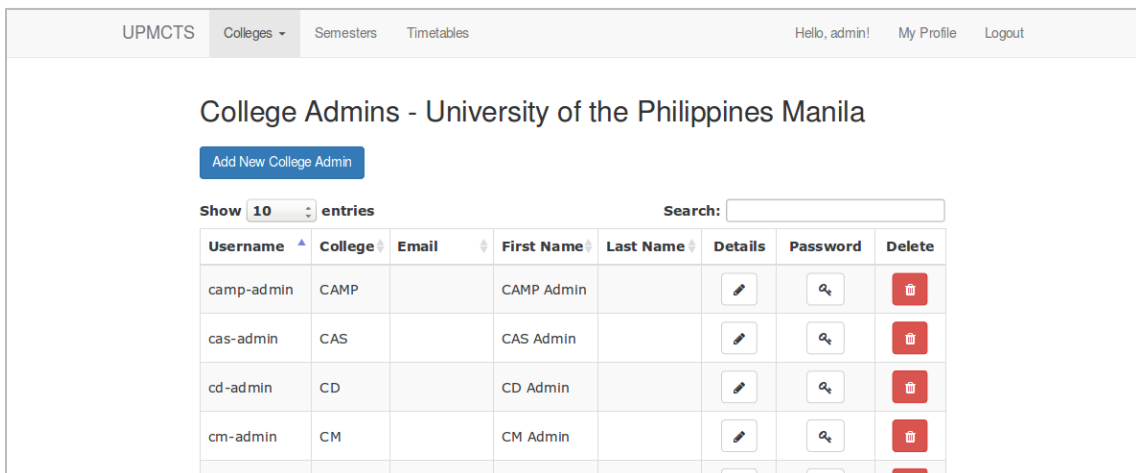 UPMCTS Colleges Semesters Timetables Hello, admin! My Profile Logout
College Admins - University of the Philippines Manila
Add New College Admin
Show 10 entries Search:
Username College Email First Name Last Name Details Password Delete
camp-admin CAMP CAMP Admin
cas-admin CAS CAS Admin
cd-admin CD CD Admin
cm-admin CM CM Admin